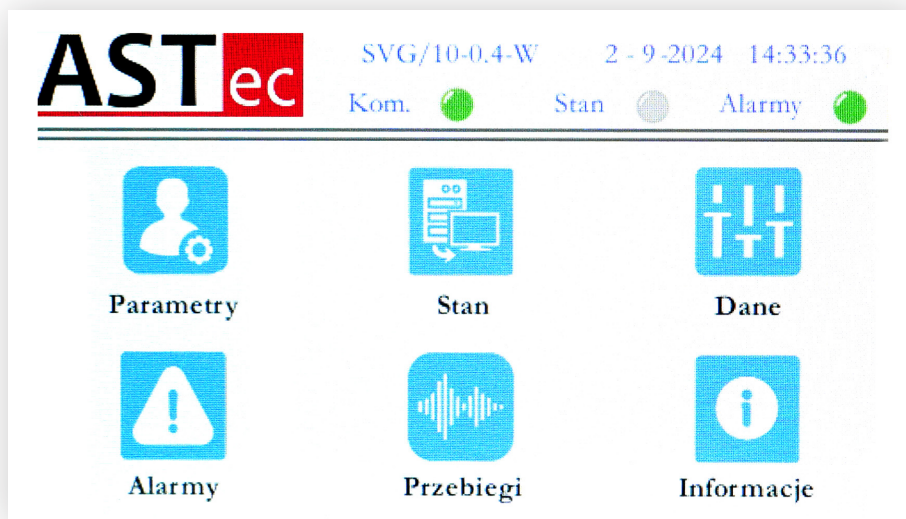 ASTec
SVG/10-0.4-W 2 - 9 -2024 14:33:36
Kom. Stan Alarmy
Parametry Stan Dane
Alarmy Przebiegi Informacje